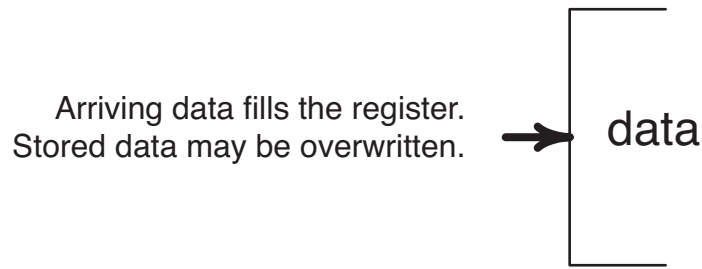 Arriving data fills the register.
Stored data may be overwritten.
data